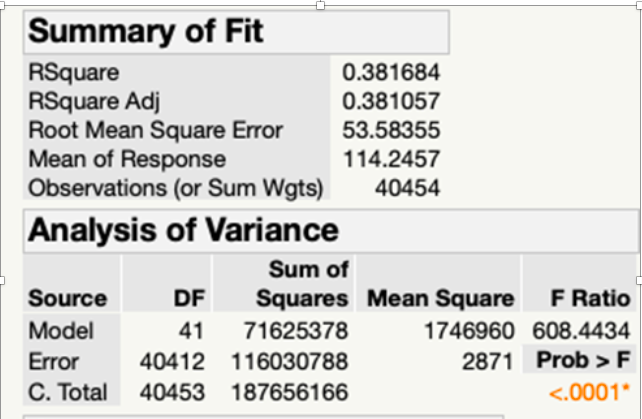 Summary of Fit
RSquare 0.381684
RSquare Adj 0.381057
Root Mean Square Error 53.58355
Mean of Response 114.2457
Observations (or Sum Wgts) 40454
Analysis of Variance
Sum of
Source DF Squares Mean Square F Ratio
Model 41 71625378 1746960 608.4434
Error 40412 116030788 2871 Prob > F
C. Total 40453 187656166 <.0001*